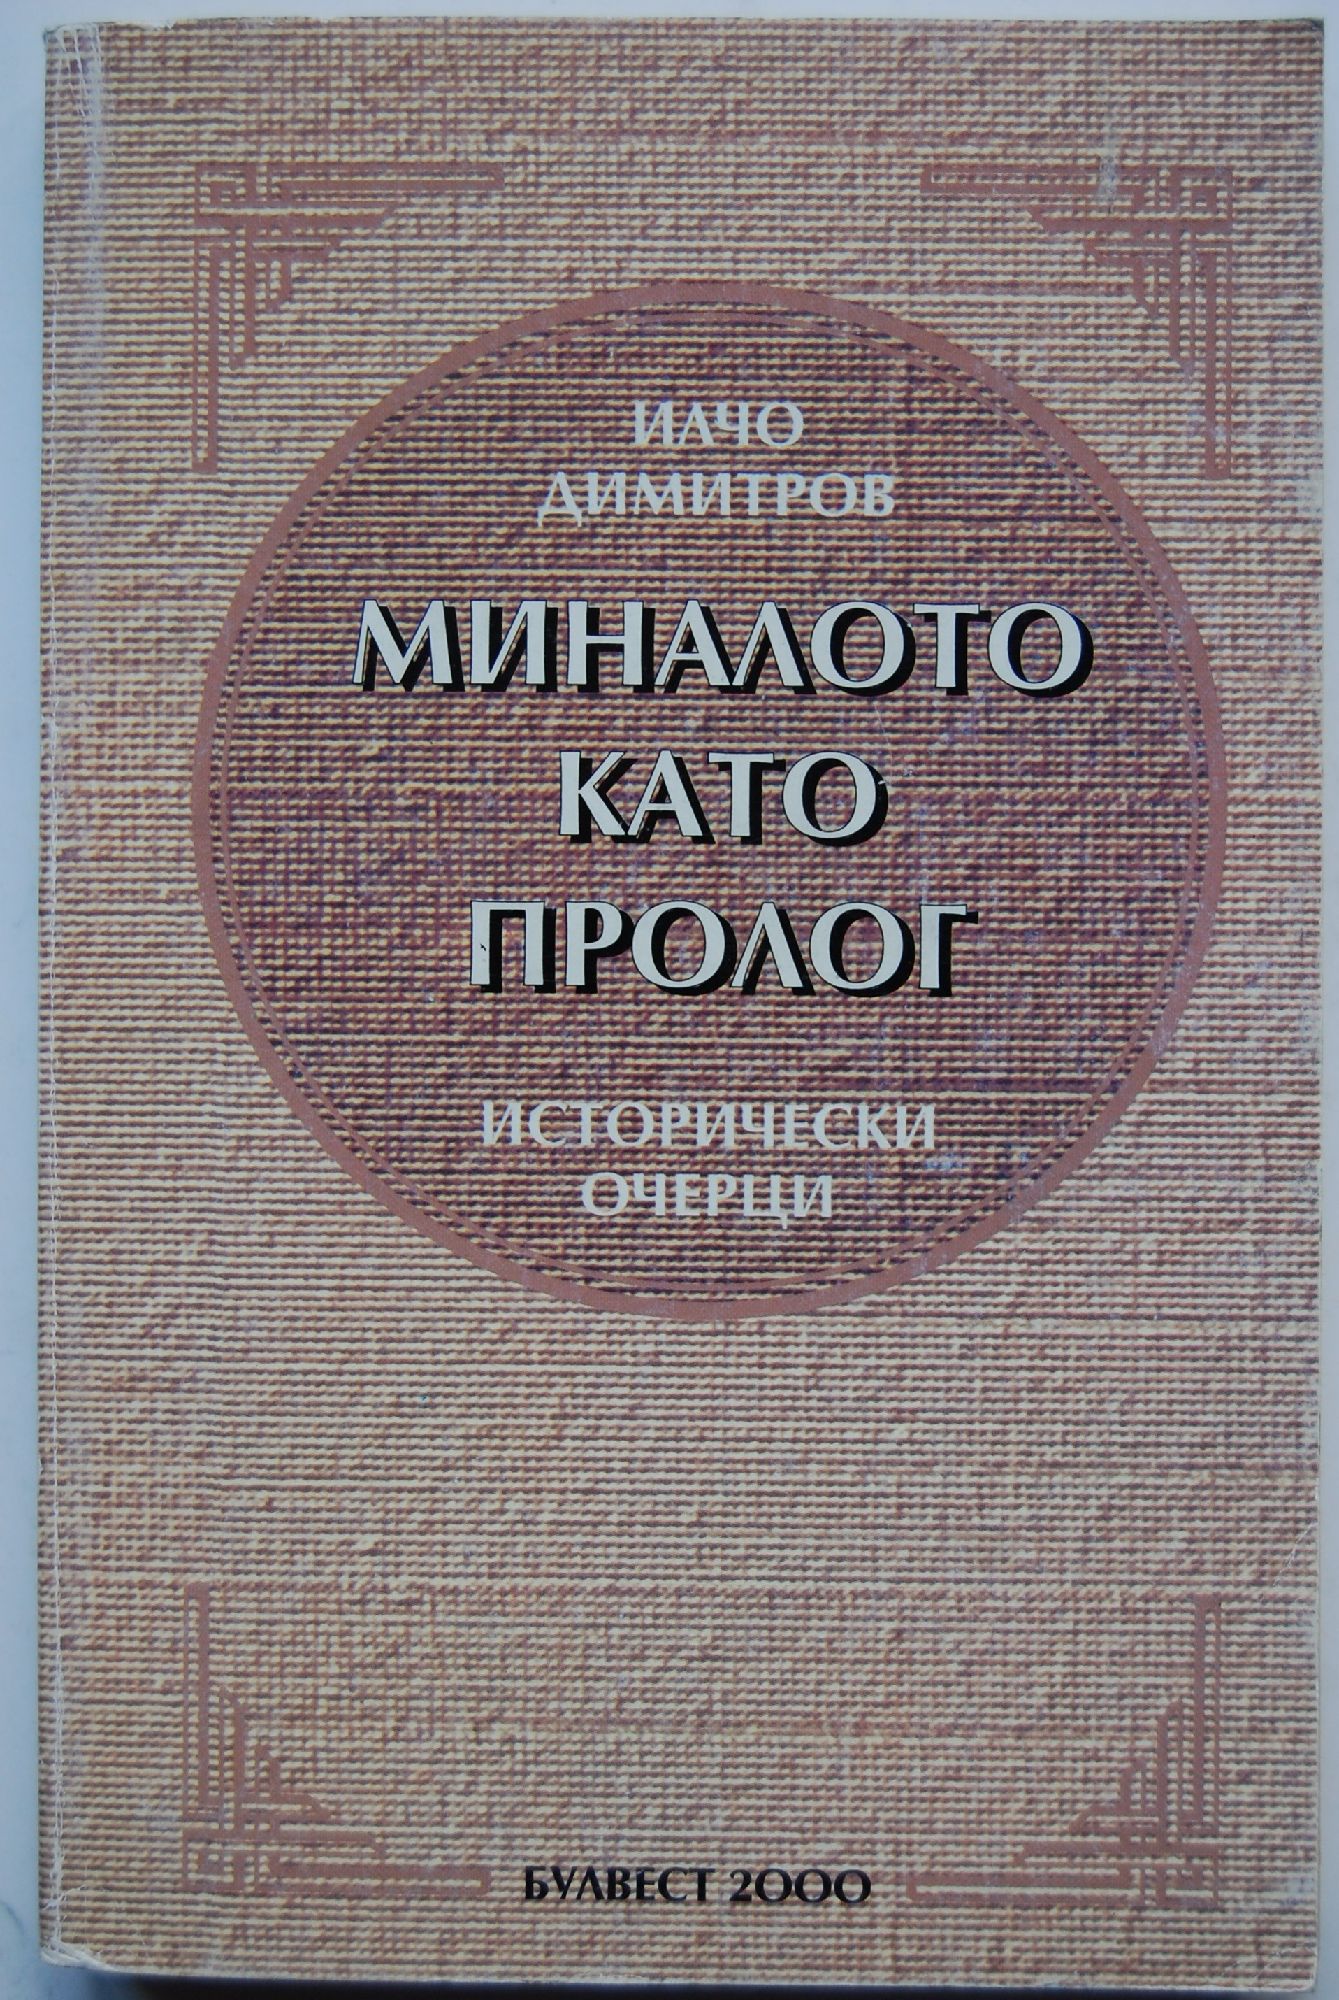 ИЛЧО
ДИМИТРОВ
МИНАЛОТО
КАТО
ПРОЛОГ
ИСТОРИЧЕСКИ
ОЧЕРЦИ
БУЛВЕСТ 2000